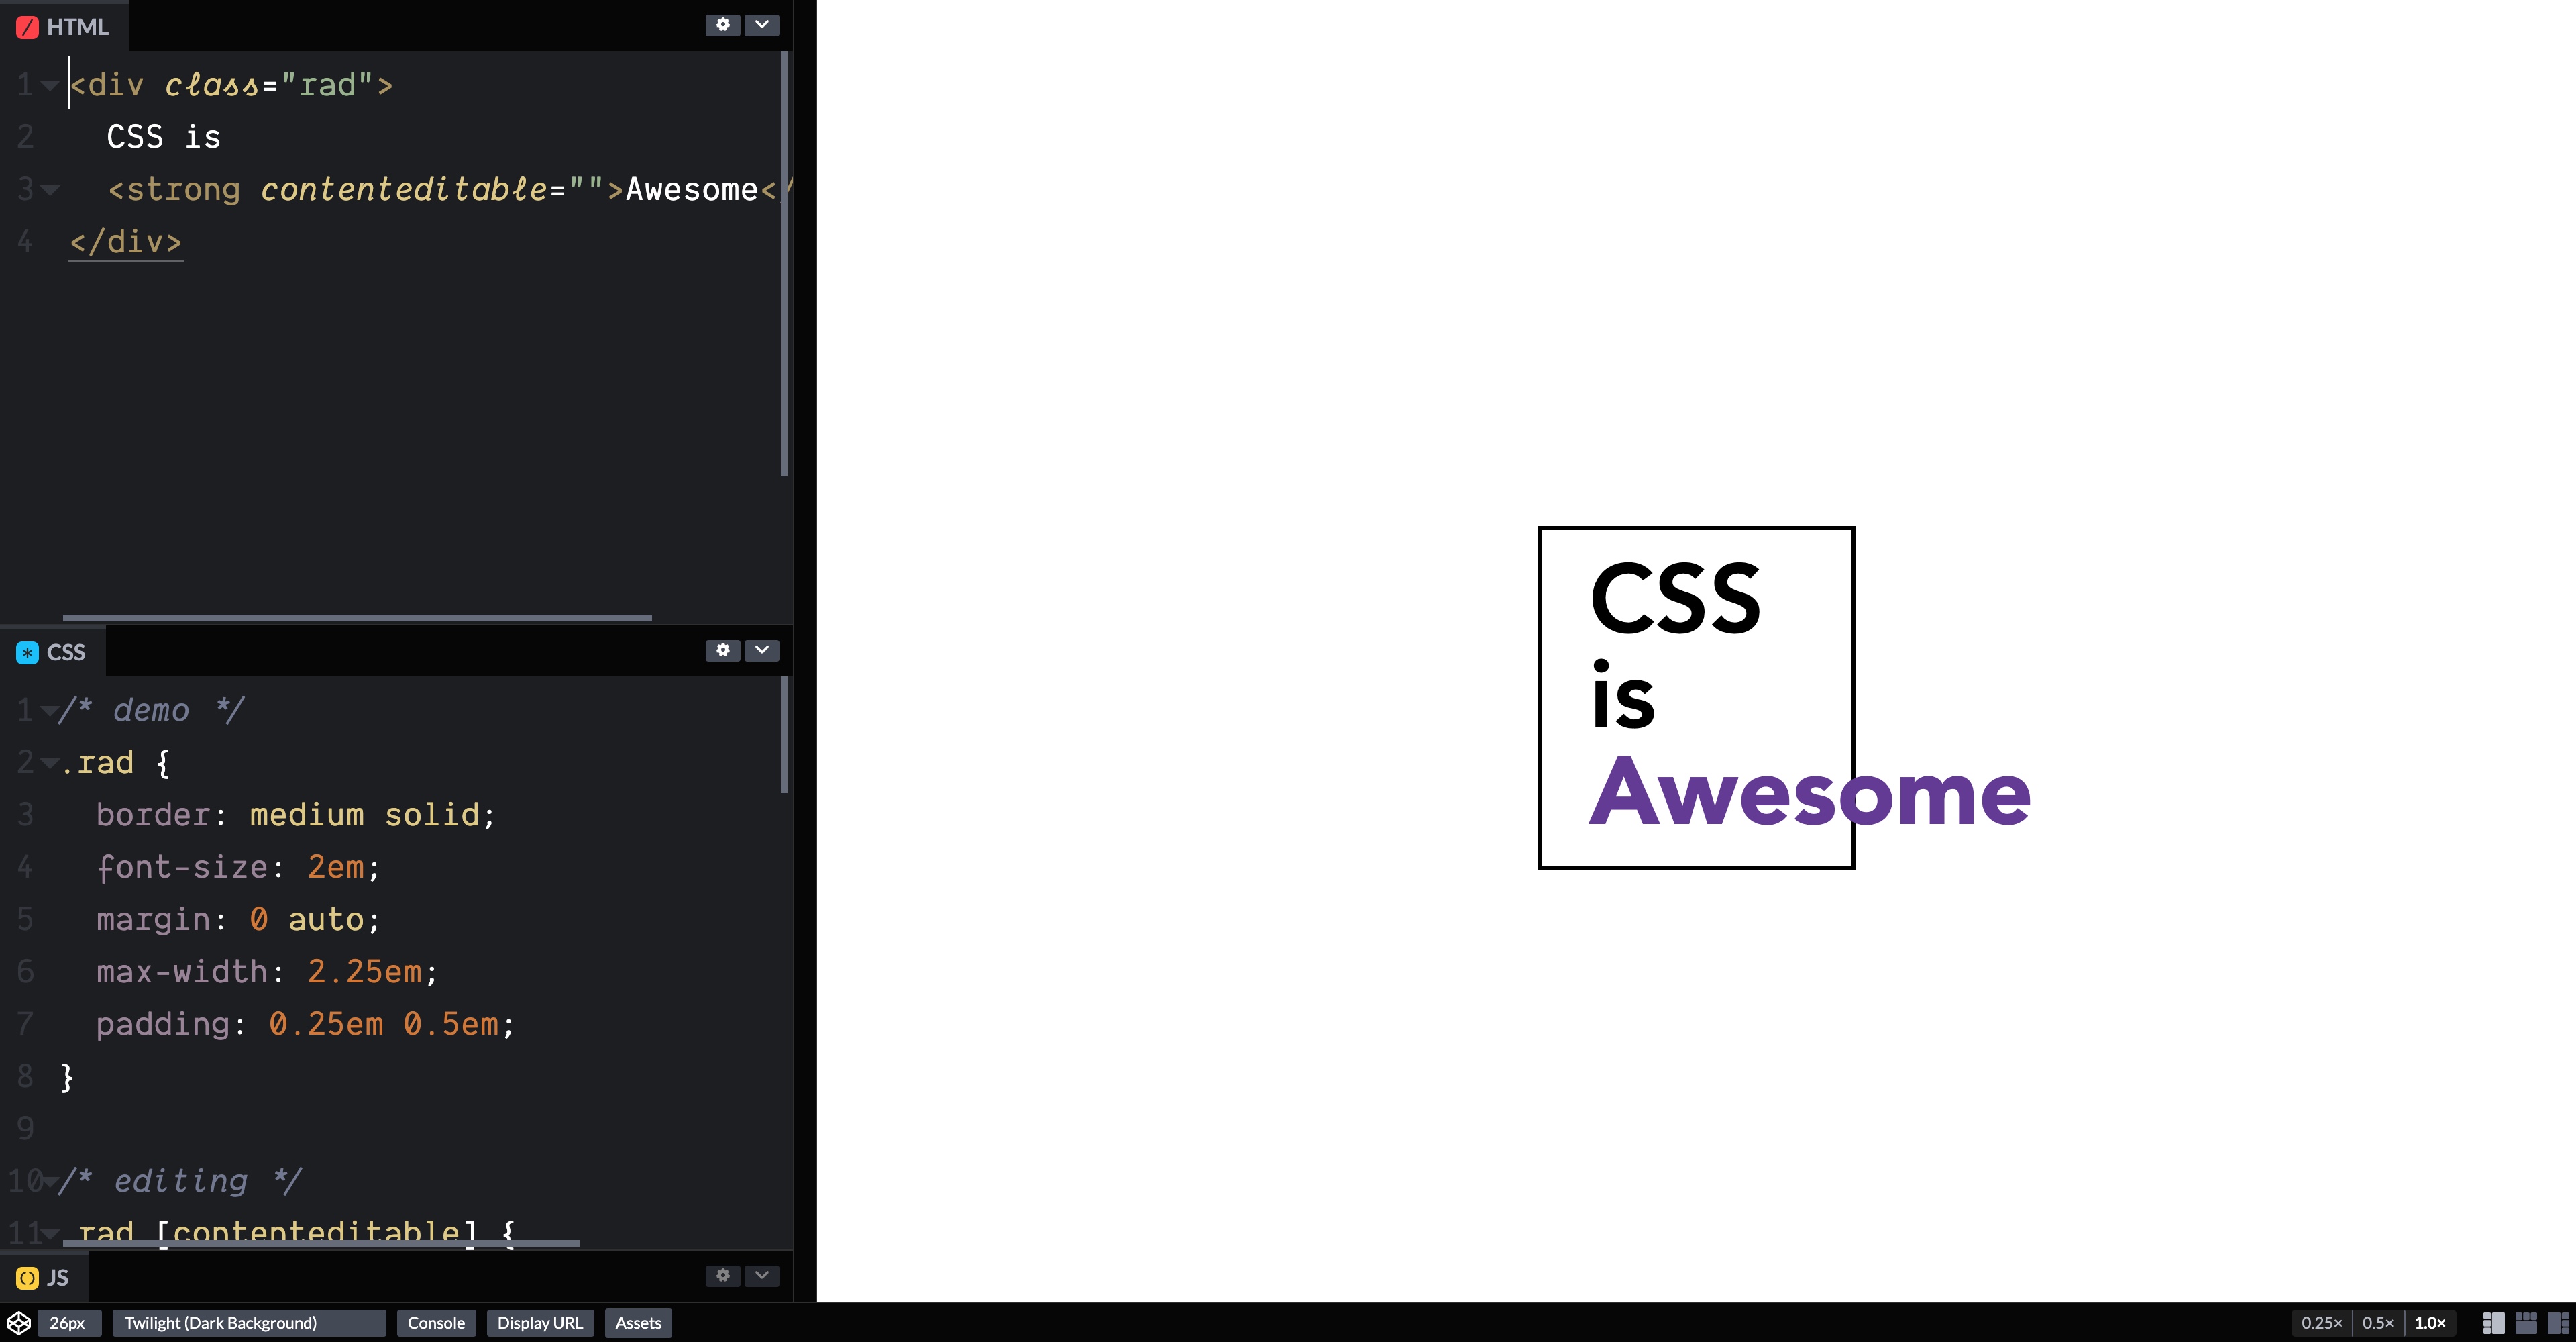 HTML
1 <div class="rad">
2 CSS is
3 <strong contenteditable="">Awesome</
4 </div>
CSS
1 /* demo */
2 .rad {
3 border: medium solid;
4 font-size: 2em;
5 margin: 0 auto;
6 max-width: 2.25em;
7 padding: 0.25em 0.5em;
8 }
9
10 /* editing */
11 .rad [contenteditable] {
JS
26px Twilight (Dark Background) Console Display URL Assets
CSS
is
Awesome
0.25× 0.5× 1.0×